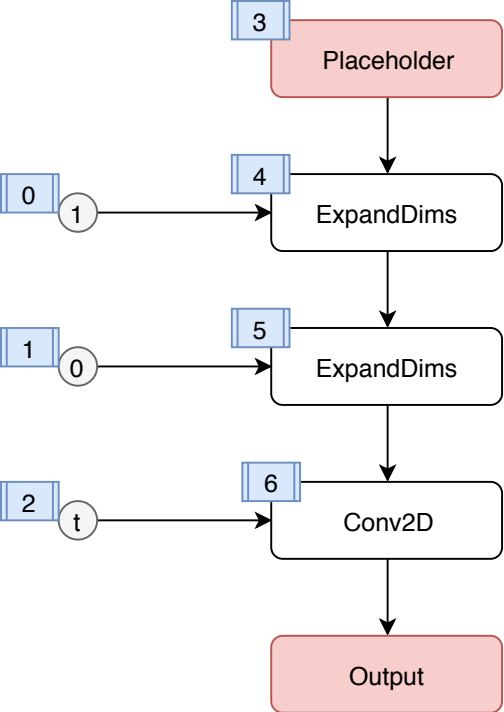 3
Placeholder
4
0
1
ExpandDims
5
1
0
ExpandDims
6
2
t
Conv2D
Output